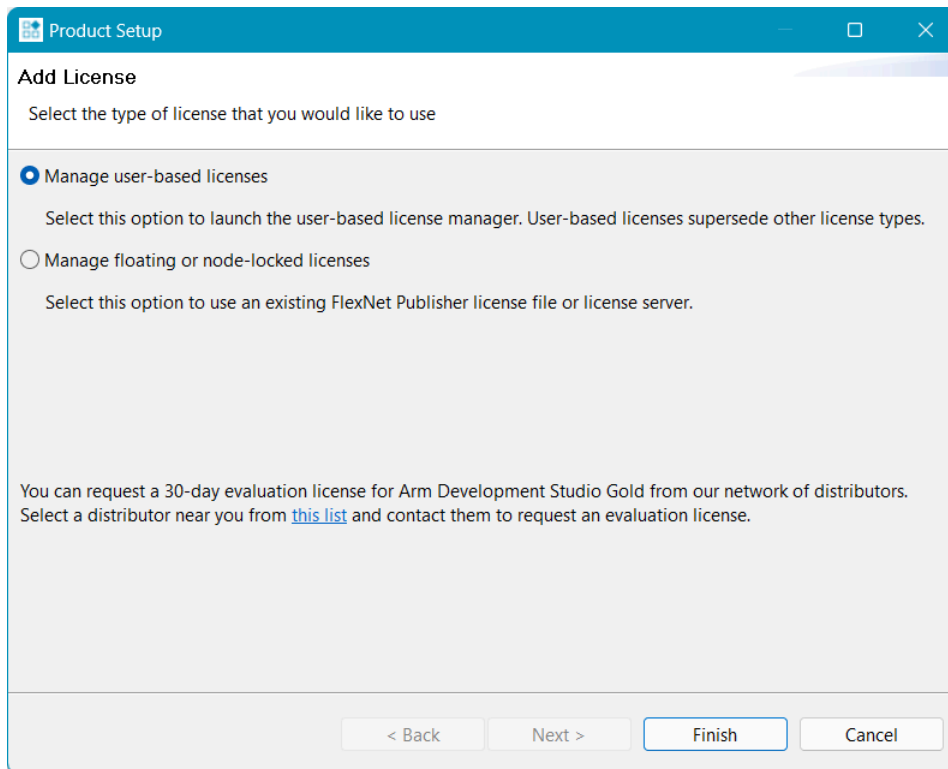 Product Setup
Add License
Select the type of license that you would like to use
Manage user-based licenses
Select this option to launch the user-based license manager. User-based licenses supersede other license types.
Manage floating or node-locked licenses
Select this option to use an existing FlexNet Publisher license file or license server.
You can request a 30-day evaluation license for Arm Development Studio Gold from our network of distributors.
Select a distributor near you from this list and contact them to request an evaluation license.
< Back Next > Finish Cancel